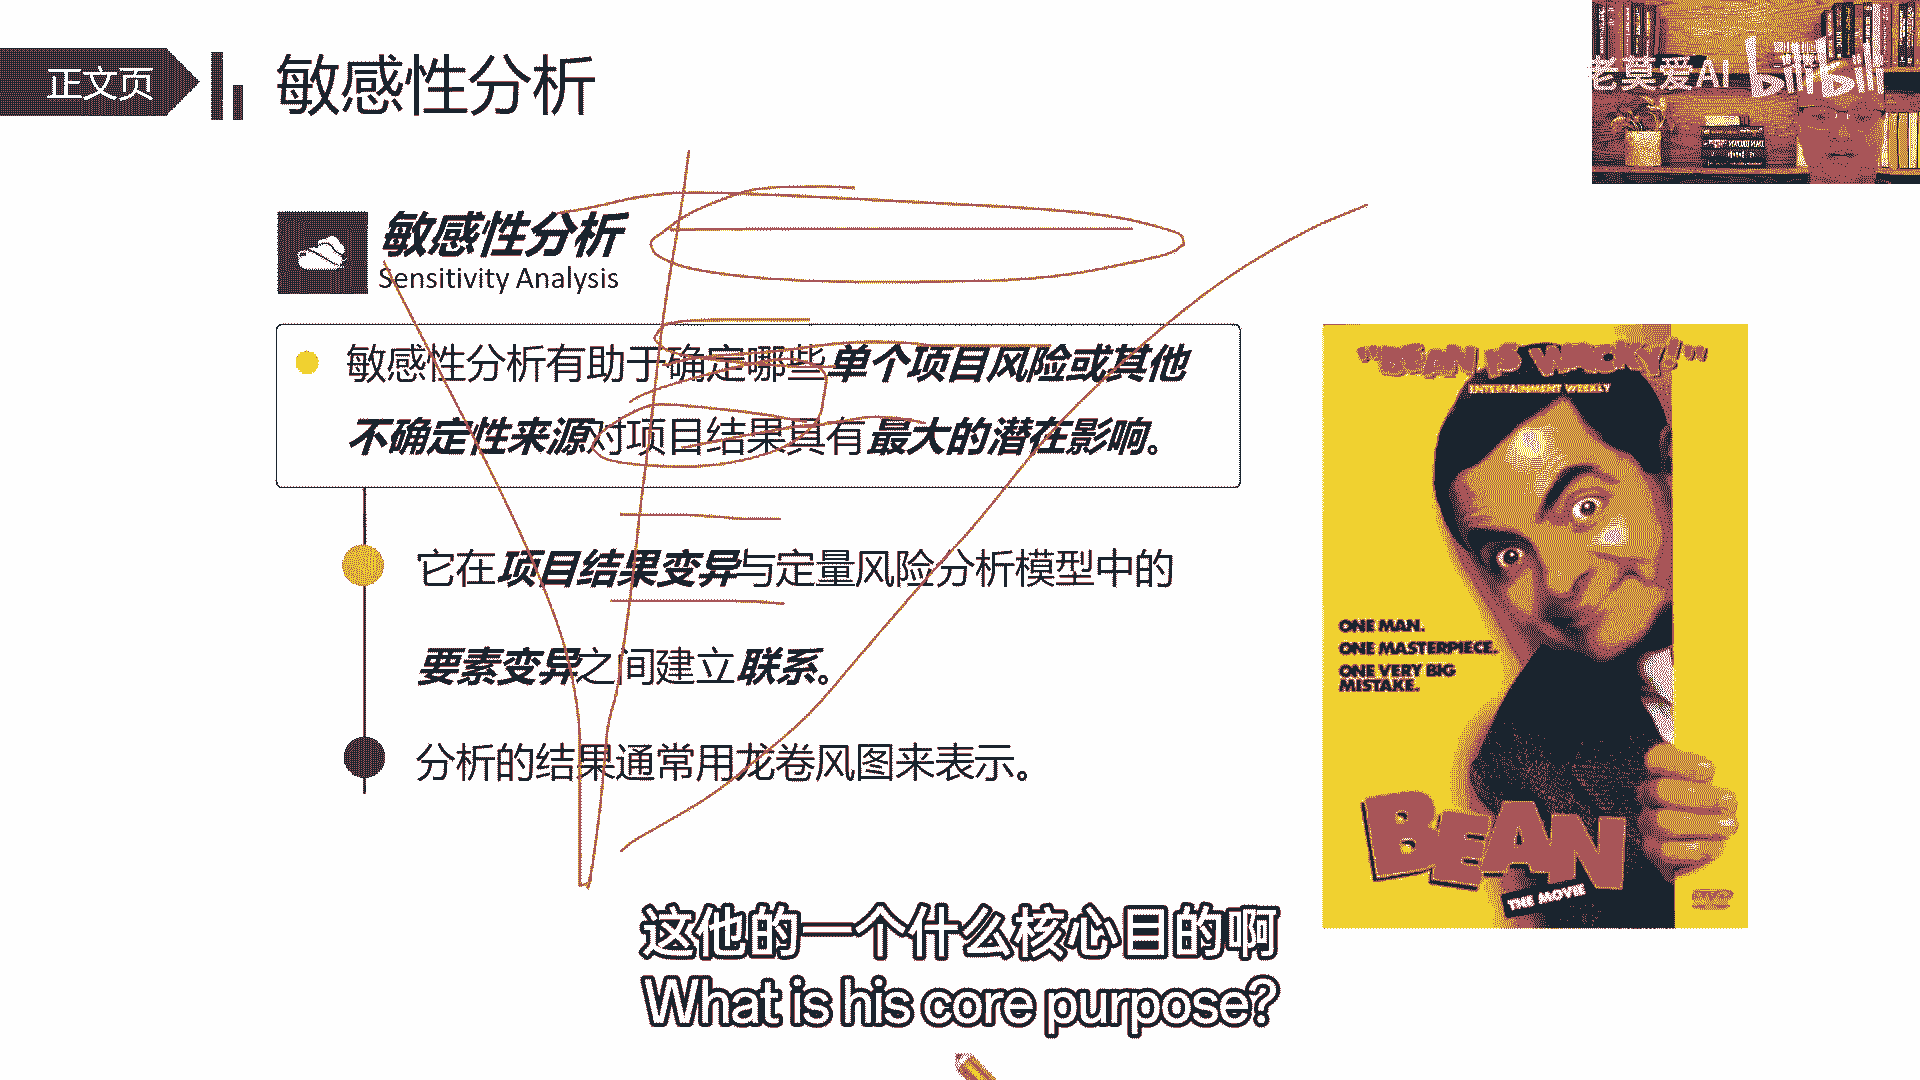 正文页
敏感性分析
老莫爱AI
bilibili
敏感性分析
Sensitivity Analysis
敏感性分析有助于确定哪些单个项目风险或其他
不确定性来源对项目结果具有最大的潜在影响。
它在项目结果变异与定量风险分析模型中的
要素变异之间建立联系。
分析的结果通常用龙卷风图来表示。
"BEAN IS WACKY!"
ENTERTAINMENT WEEKLY
ONE MAN.
ONE MASTERPIECE.
ONE VERY BIG
MISTAKE.
BEAN
THE MOVIE
DVD
这他的一个什么核心目的啊
What is his core purpose?